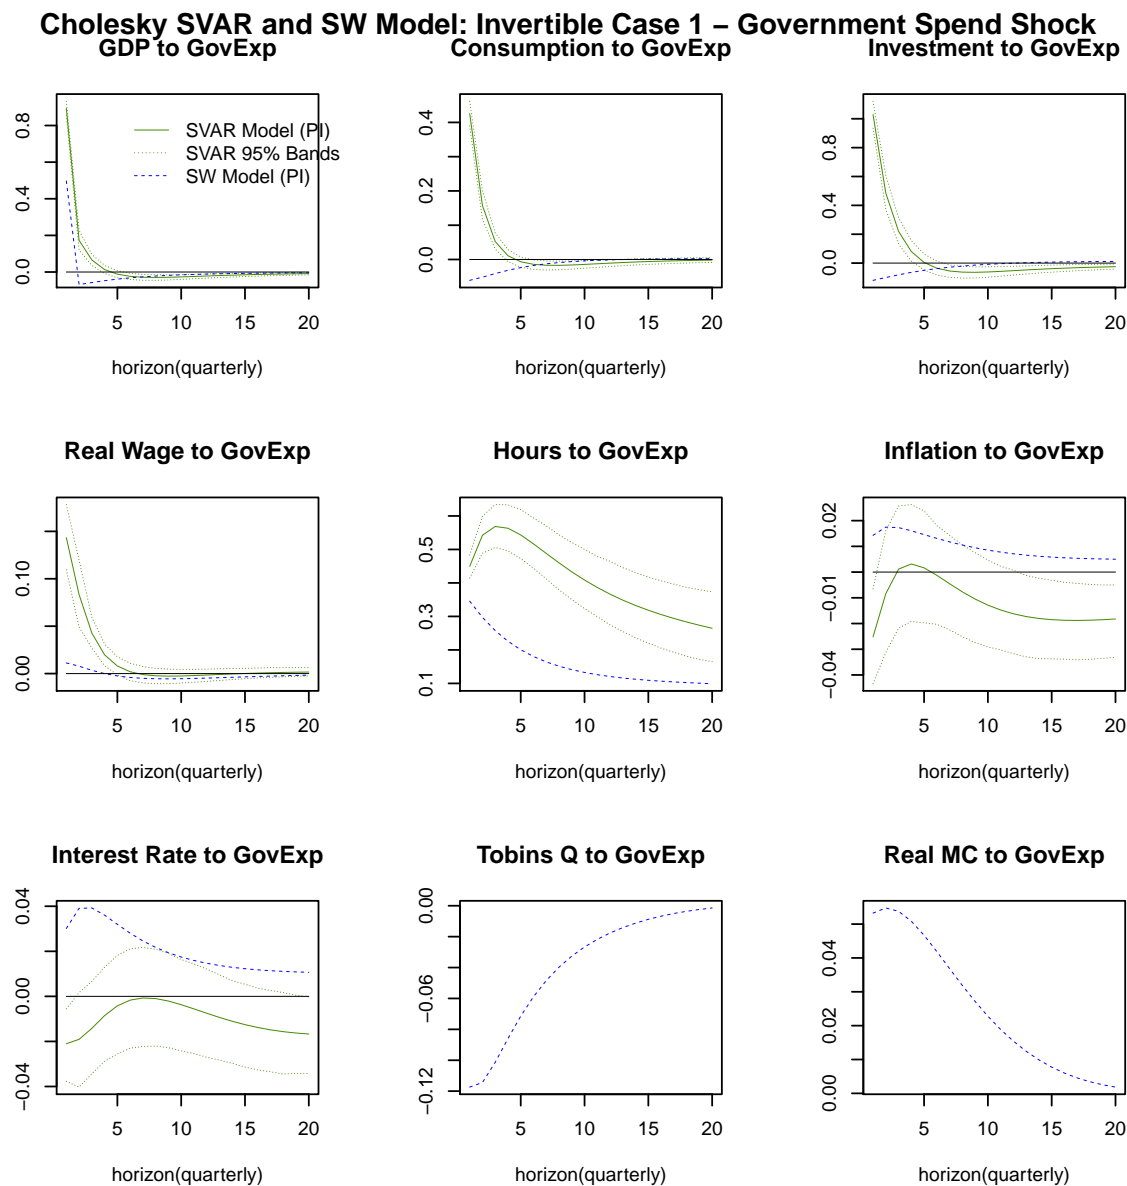 Cholesky SVAR and SW Model: Invertible Case 1 – Government Spend Shock
GDP to GovExp
0.0 0.4 0.8
SVAR Model (PI)
SVAR 95% Bands
SW Model (PI)
5 10 15 20
horizon(quarterly)
Consumption to GovExp
0.0 0.2 0.4
5 10 15 20
horizon(quarterly)
Investment to GovExp
0.0 0.4 0.8
5 10 15 20
horizon(quarterly)
Real Wage to GovExp
0.00 0.10
5 10 15 20
horizon(quarterly)
Hours to GovExp
0.1 0.3 0.5
5 10 15 20
horizon(quarterly)
Inflation to GovExp
−0.04 −0.01 0.02
5 10 15 20
horizon(quarterly)
Interest Rate to GovExp
−0.04 0.00 0.04
5 10 15 20
horizon(quarterly)
Tobins Q to GovExp
−0.12 −0.06 0.00
5 10 15 20
horizon(quarterly)
Real MC to GovExp
0.00 0.02 0.04
5 10 15 20
horizon(quarterly)